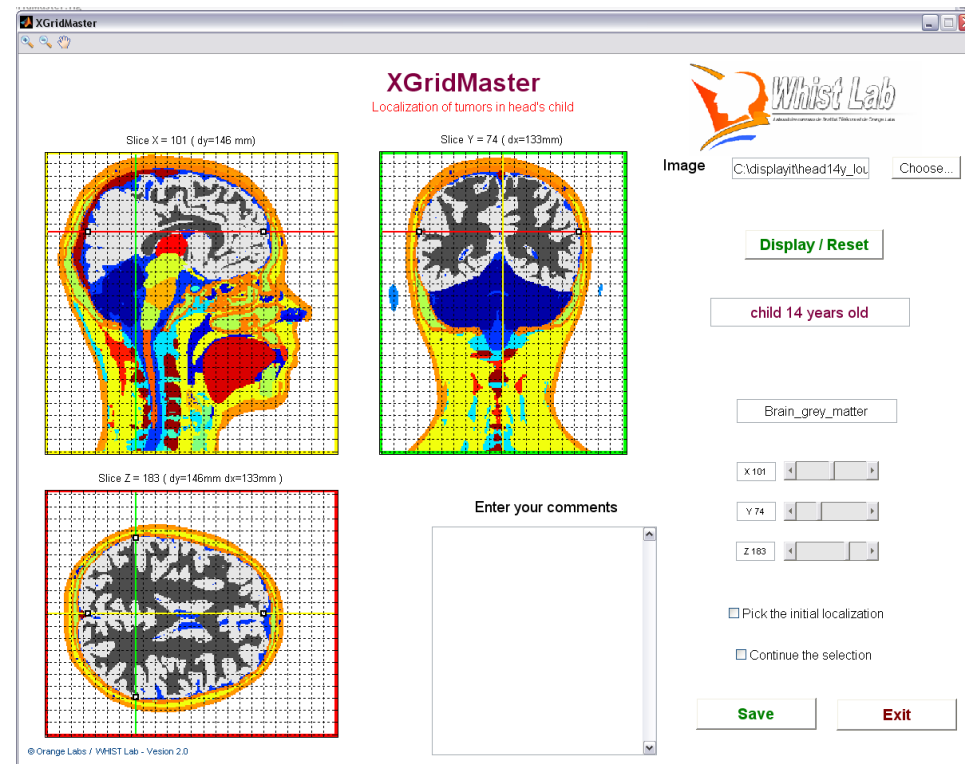 XGridMaster
XGridMaster
Localization of tumors in head's child
Whist Lab
Slice X = 101 ( dy=146 mm)
Slice Y = 74 ( dx=133mm)
Image
C:\displayit\head14y_lou
Choose...
Display / Reset
child 14 years old
Brain_grey_matter
X 101
Y 74
Z 183
Slice Z = 183 ( dy=146mm dx=133mm )
Enter your comments
Pick the initial localization
Continue the selection
Save
Exit
© Orange Labs / WHIST Lab - Vesion 2.0